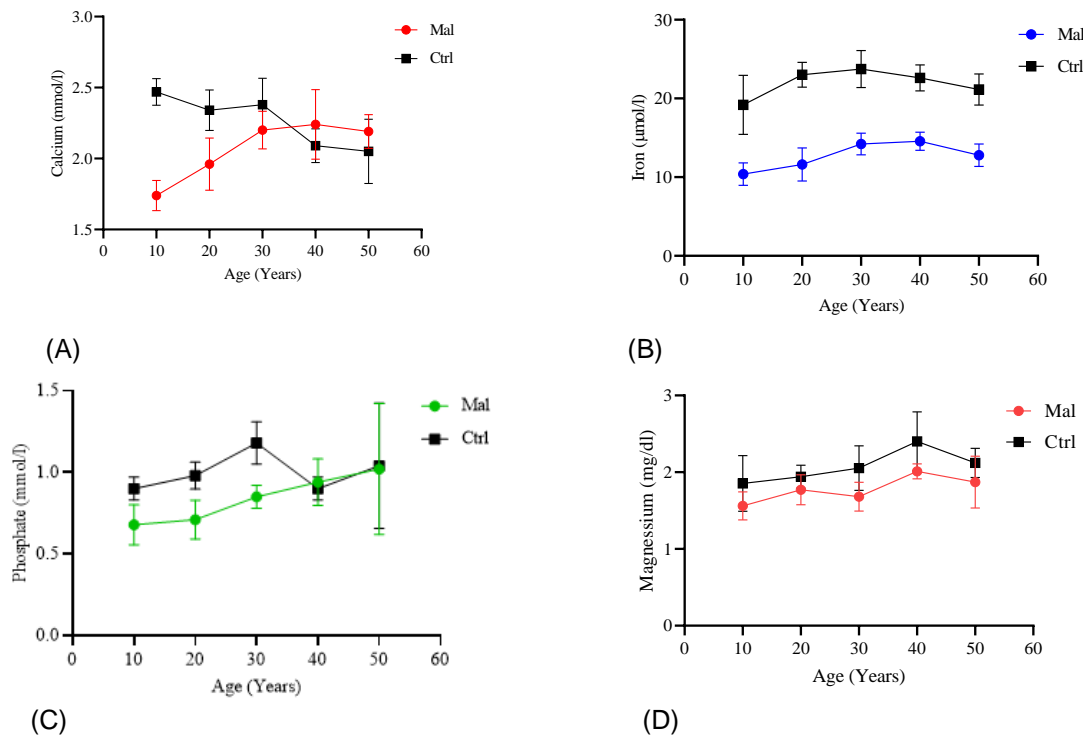 3.0
2.5
2.0
1.5
Calcium (mmol/l)
0 10 20 30 40 50 60
Age (Years)
Mal
Ctrl
(A)
30
20
10
0
Iron (µmol/l)
0 10 20 30 40 50 60
Age (Years)
Mal
Ctrl
(B)
1.5
1.0
0.5
0.0
Phosphate (mmol/l)
0 10 20 30 40 50 60
Age (Years)
Mal
Ctrl
(C)
3
2
1
0
Magnessium (mg/dl)
0 10 20 30 40 50 60
Age (Years)
Mal
Ctrl
(D)